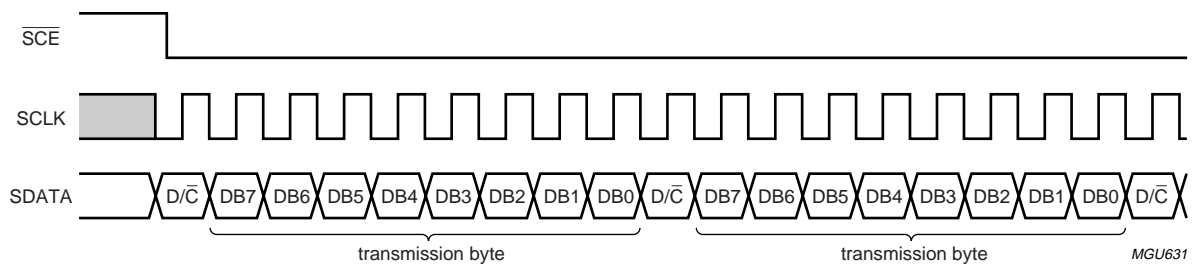 S̅C̅E̅
SCLK
SDATA D/C̅ DB7 DB6 DB5 DB4 DB3 DB2 DB1 DB0 D/C̅ DB7 DB6 DB5 DB4 DB3 DB2 DB1 DB0 D/C̅
transmission byte transmission byte MGU631